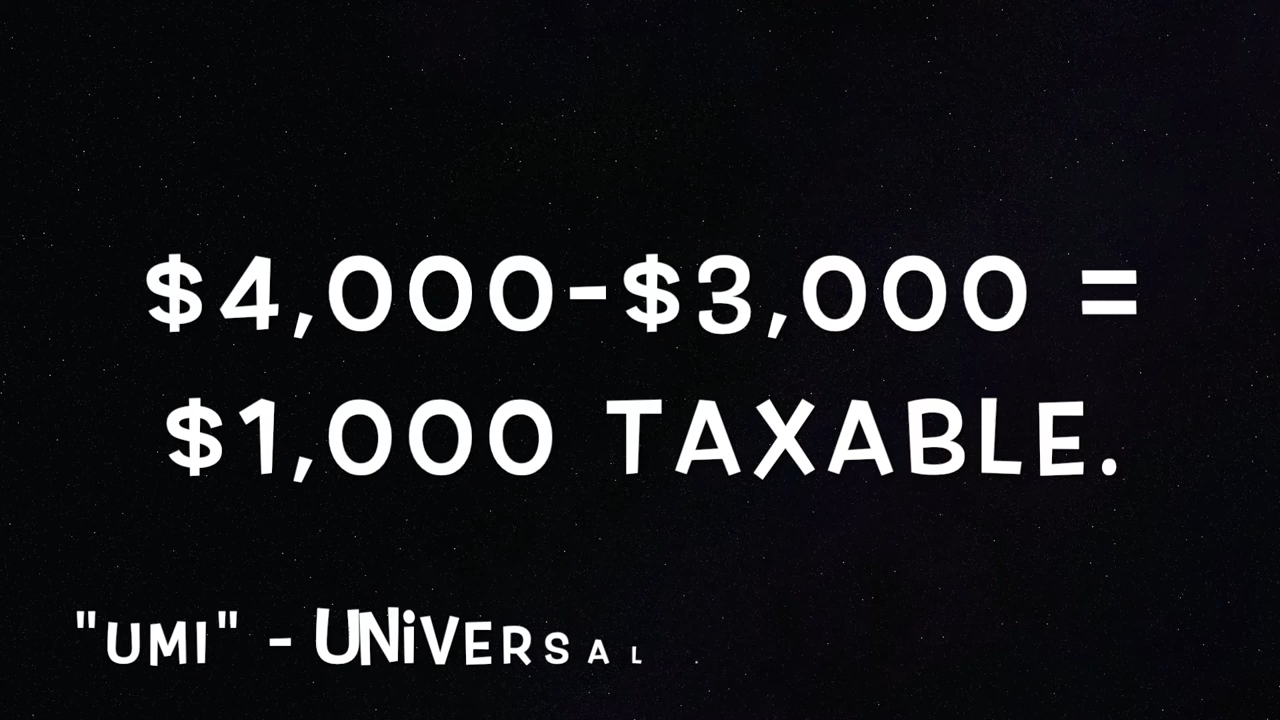 $4,000-$3,000 =
$1,000 TAXABLE.
"UMI" - UNiVERSAL .